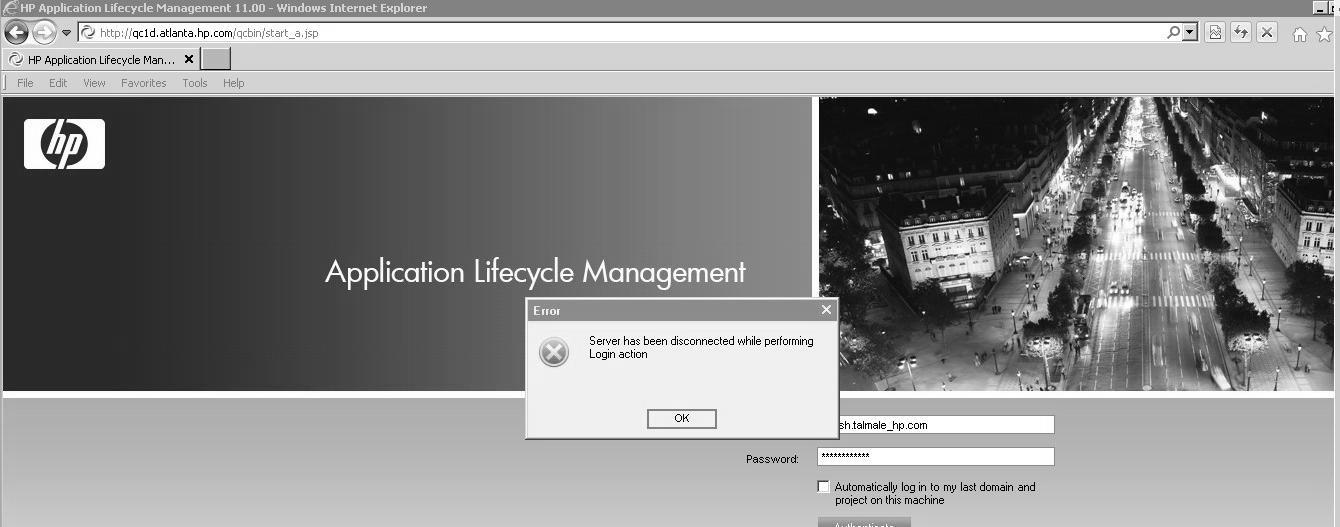 HP Application Lifecycle Management 11.00 - Windows Internet Explorer
http://qc1d.atlanta.hp.com/qcbin/start_a.jsp
HP Application Lifecycle Man...
File Edit View Favorites Tools Help
hp
Application Lifecycle Management
Error
Server has been disconnected while performing
Login action
OK
sh.talmale_hp.com
Password: ************
Automatically log in to my last domain and
project on this machine
Authenticate